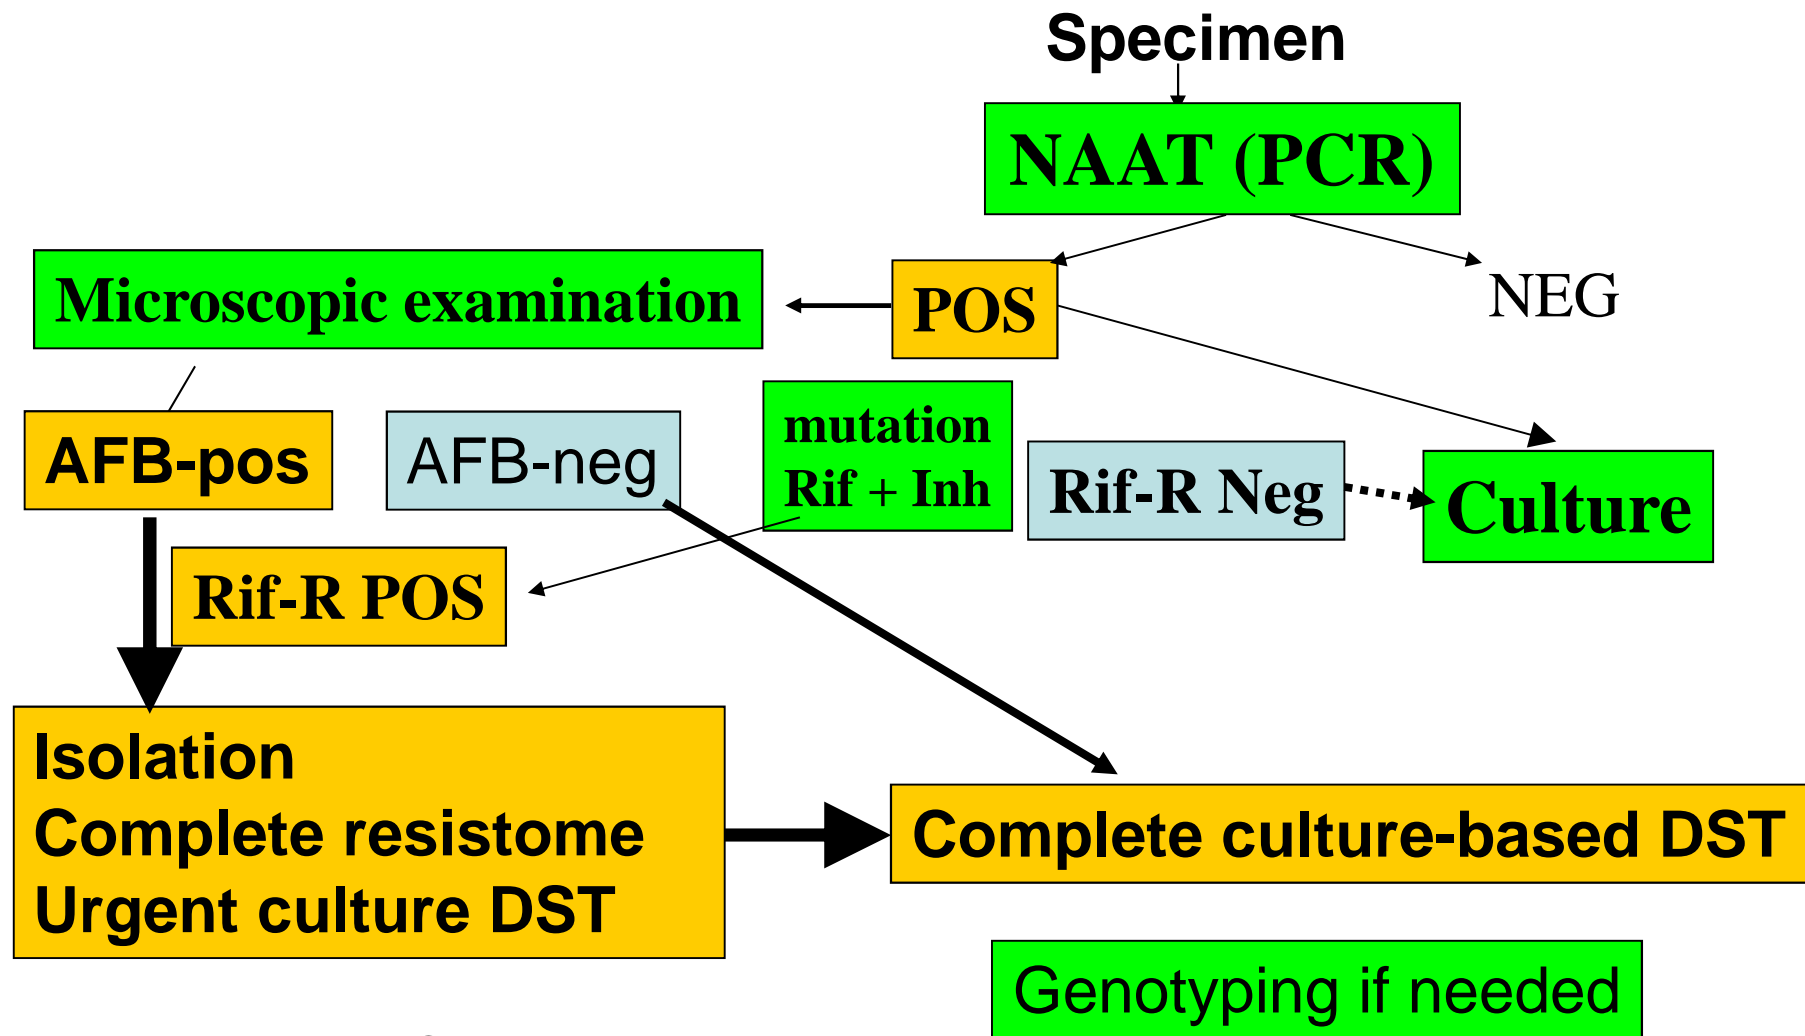 Specimen
NAAT (PCR)
Microscopic examination
POS
NEG
AFB-pos
AFB-neg
mutation
Rif + Inh
Rif-R Neg
Culture
Rif-R POS
Isolation
Complete resistome
Urgent culture DST
Complete culture-based DST
Genotyping if needed